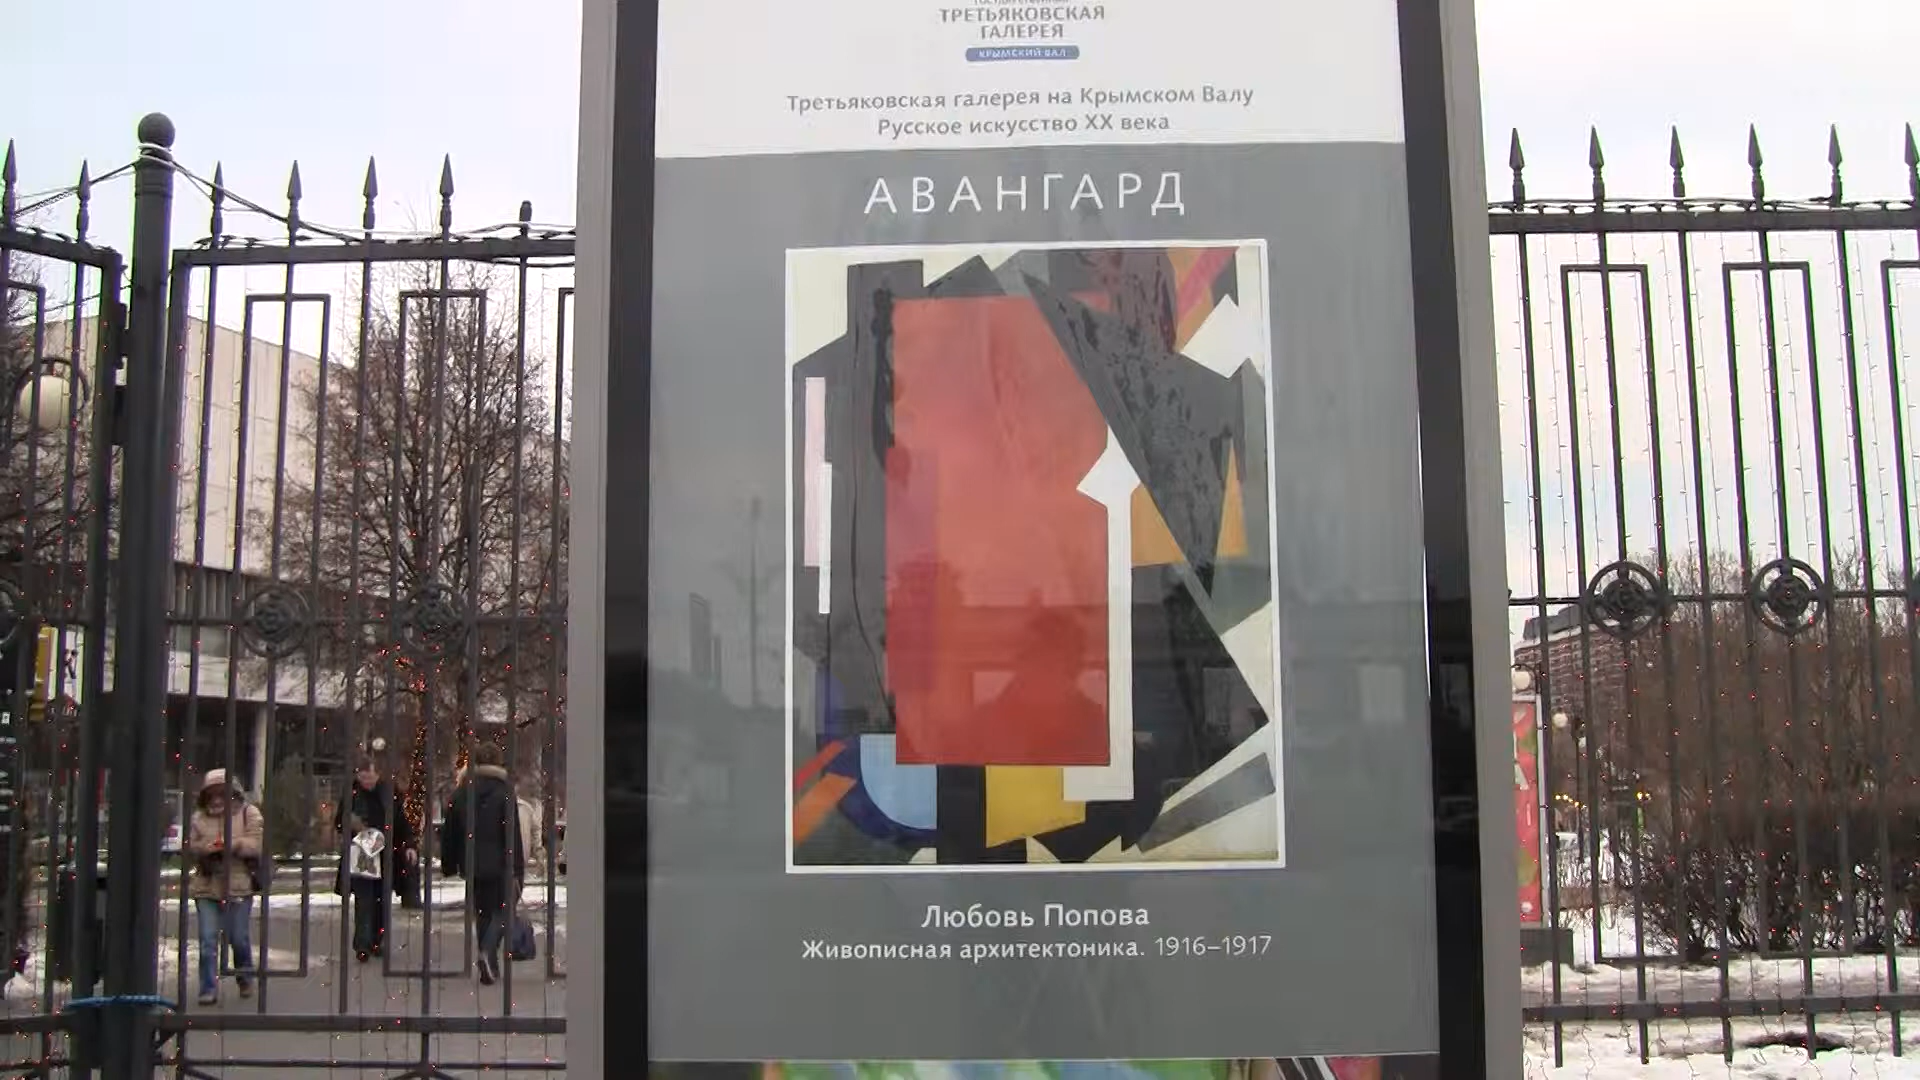 ТРЕТЬЯКОВСКАЯ
ГАЛЕРЕЯ
КРЫМСКИЙ ВАЛ
Третьяковская галерея на Крымском Валу
Русское искусство XX века
АВАНГАРД
Любовь Попова
Живописная архитектоника. 1916–1917